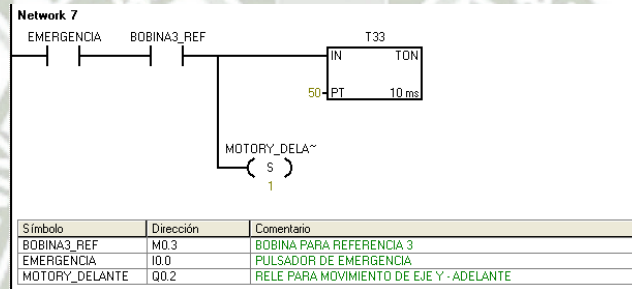 Network 7
EMERGENCIA BOBINA3_REF T33
IN TON
50 PT 10 ms
MOTORY_DELA~
S
1
Símbolo Dirección Comentario
BOBINA3_REF M0.3 BOBINA PARA REFERENCIA 3
EMERGENCIA I0.0 PULSADOR DE EMERGENCIA
MOTORY_DELANTE Q0.2 RELE PARA MOVIMIENTO DE EJE Y - ADELANTE